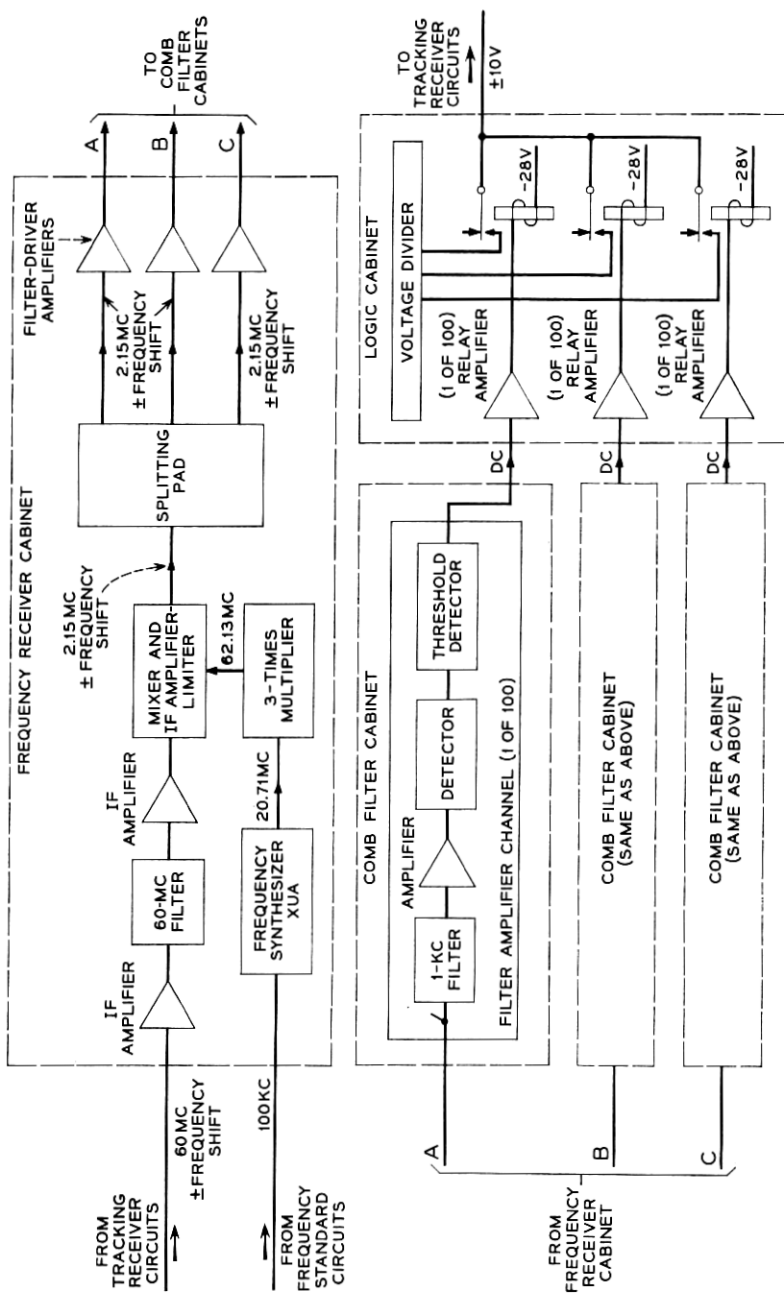 FREQUENCY RECEIVER CABINET
FROM
TRACKING
RECEIVER
CIRCUITS
60 MC
± FREQUENCY
SHIFT
IF
AMPLIFIER
60-MC
FILTER
IF
AMPLIFIER
MIXER AND
IF AMPLIFIER-
LIMITER
2.15 MC
± FREQUENCY
SHIFT
SPLITTING
PAD
2.15 MC
± FREQUENCY
SHIFT
2.15 MC
± FREQUENCY
SHIFT
FILTER-DRIVER
AMPLIFIERS
A
B
C
TO
COMB
FILTER
CABINETS
FROM
FREQUENCY
STANDARD
CIRCUITS
100 KC
FREQUENCY
SYNTHESIZER
XUA
20.71 MC
3-TIMES
MULTIPLIER
62.13 MC
FROM
FREQUENCY
RECEIVER
CABINET
A
B
C
COMB FILTER CABINET
1-KC
FILTER
AMPLIFIER
DETECTOR
THRESHOLD
DETECTOR
FILTER AMPLIFIER CHANNEL (1 OF 100)
COMB FILTER CABINET
(SAME AS ABOVE)
COMB FILTER CABINET
(SAME AS ABOVE)
DC
DC
DC
LOGIC CABINET
VOLTAGE DIVIDER
(1 OF 100)
RELAY
AMPLIFIER
-28V
(1 OF 100)
RELAY
AMPLIFIER
-28V
(1 OF 100)
RELAY
AMPLIFIER
-28V
TO
TRACKING
RECEIVER
CIRCUITS
±10V